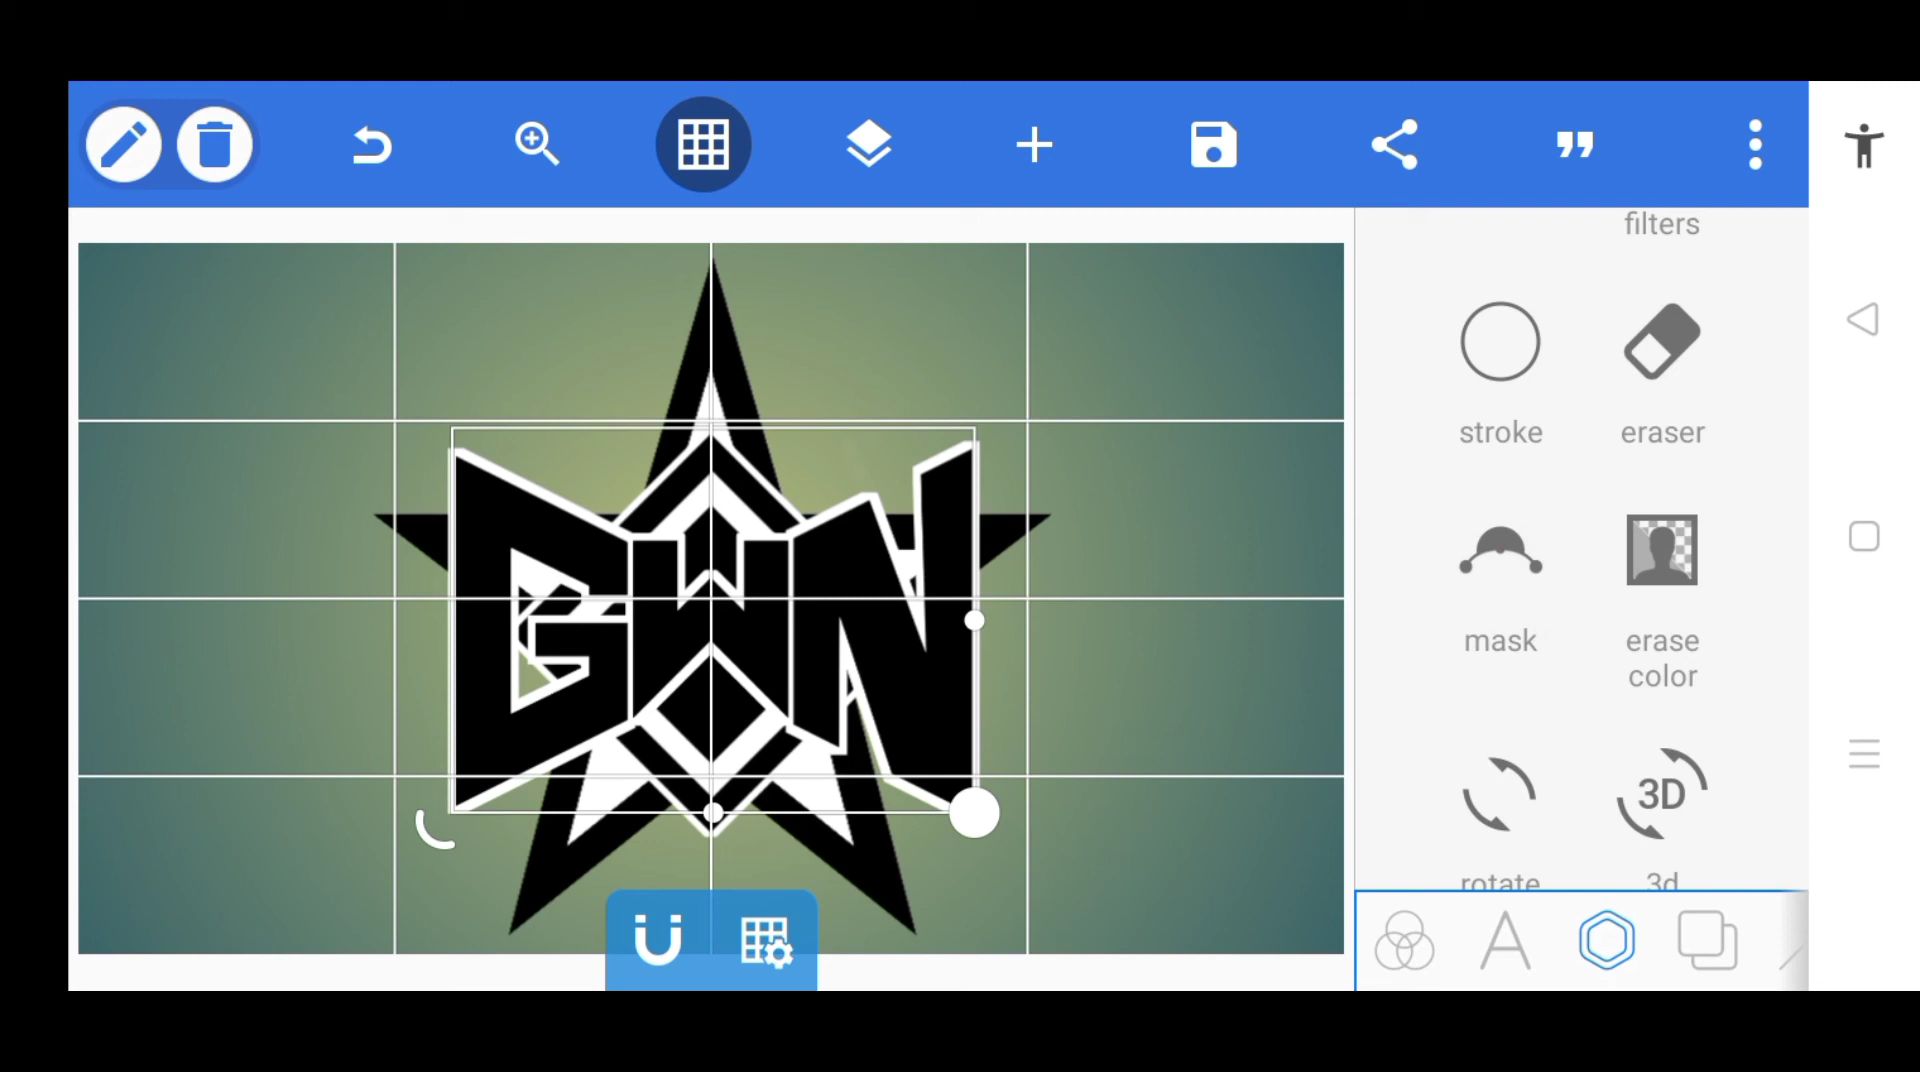 filters
GWN
stroke
eraser
mask
erase
color
3D
rotate
3d